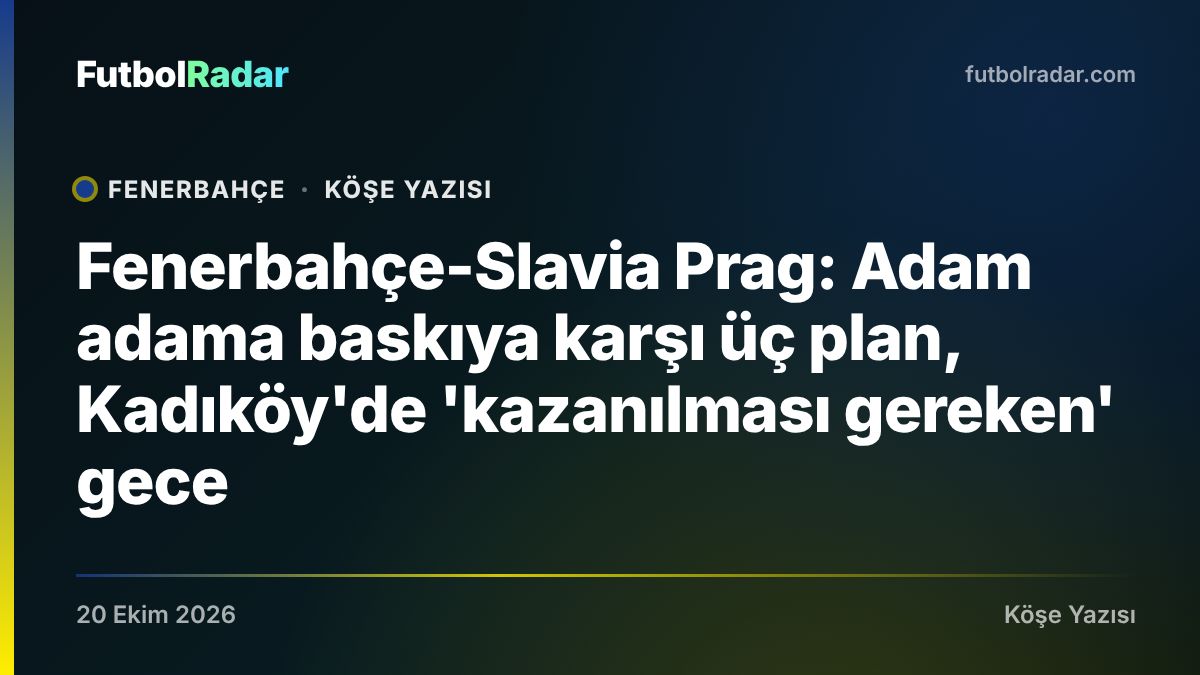 FutbolRadar
futbolradar.com
FENERBAHÇE · KÖŞE YAZISI
Fenerbahçe-Slavia Prag: Adam
adama baskıya karşı üç plan,
Kadıköy'de 'kazanılması gereken'
gece
20 Ekim 2026
Köşe Yazısı